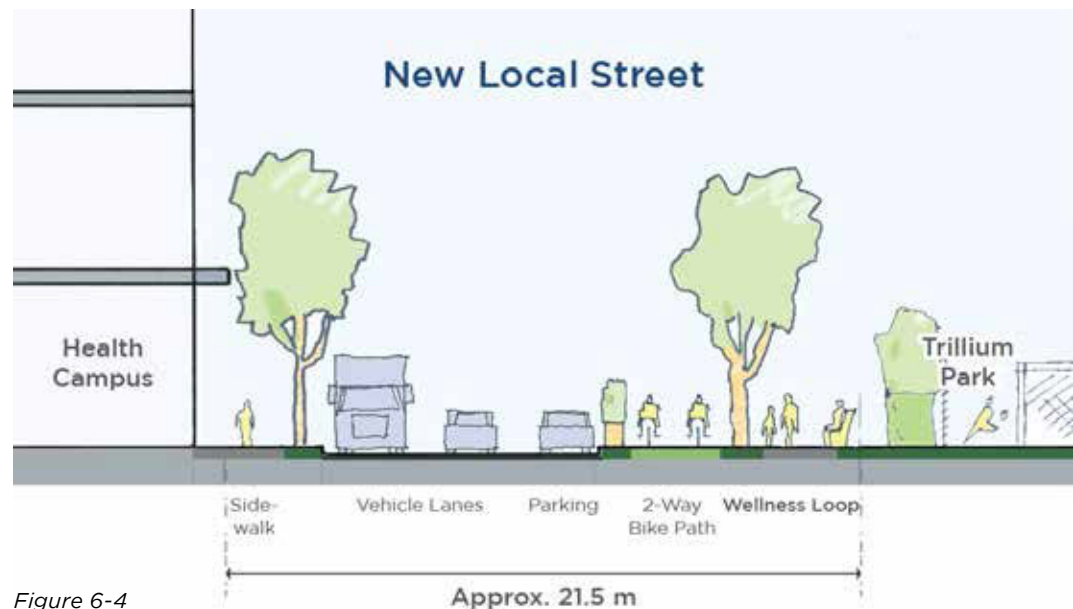 New Local Street
Health
Campus
Trillium
Park
Side-
walk
Vehicle Lanes
Parking
2-Way
Bike Path
Wellness Loop
Approx. 21.5 m
Figure 6-4